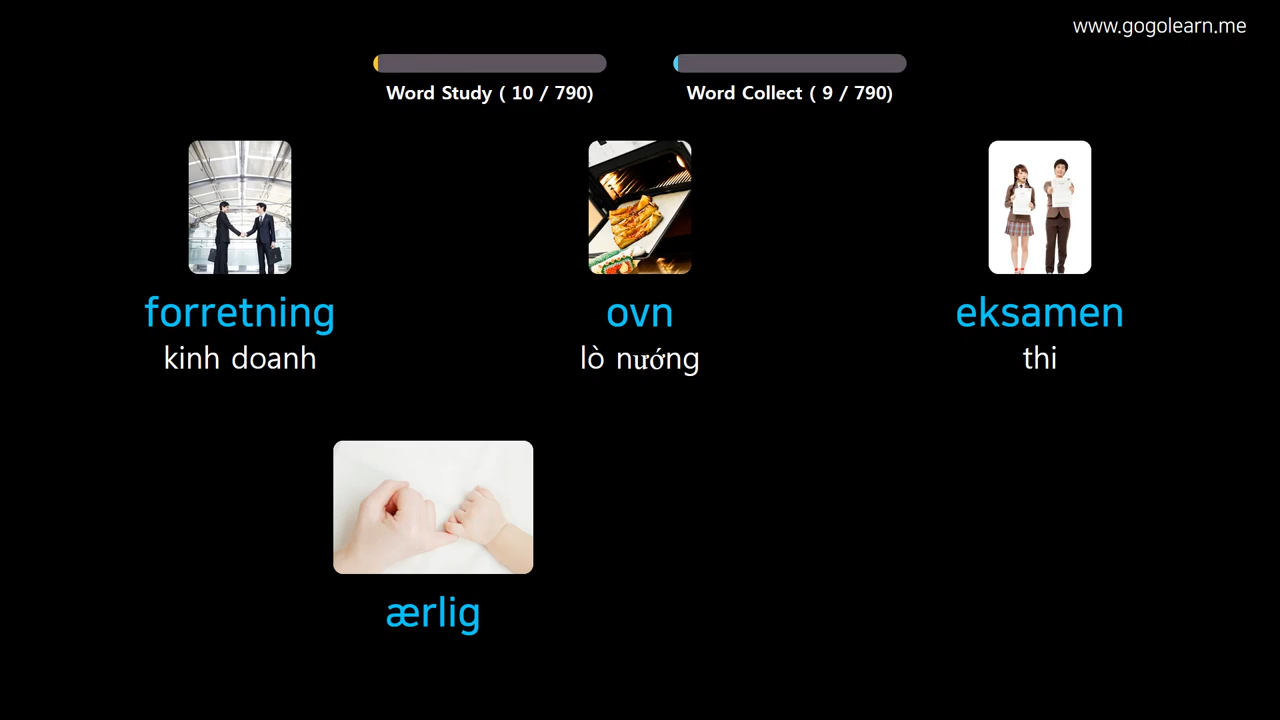 www.gogolearn.me
Word Study ( 10 / 790)
Word Collect ( 9 / 790)
forretning
kinh doanh
ovn
lò nướng
eksamen
thi
ærlig